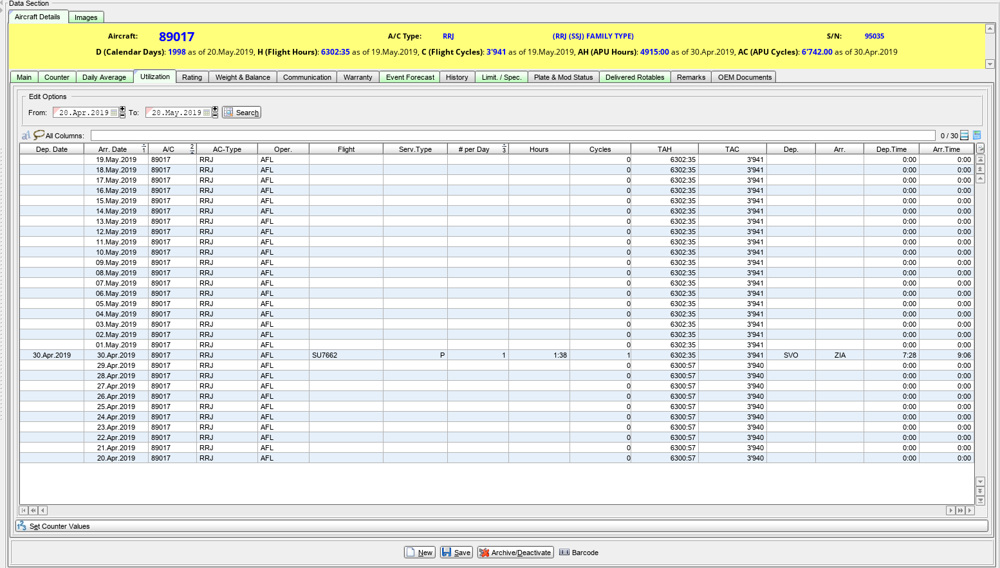 Data Section
Aircraft Details Images
Aircraft: 89017 A/C Type: RRJ (RRJ (SSJ) FAMILY TYPE) S/N: 95035
D (Calendar Days): 1998 as of 20.May.2019, H (Flight Hours): 6302:35 as of 19.May.2019, C (Flight Cycles): 3'941 as of 19.May.2019, AH (APU Hours): 4915:00 as of 30.Apr.2019, AC (APU Cycles): 6'742.00 as of 30.Apr.2019
Main Counter Daily Average Utilization Rating Weight & Balance Communication Warranty Event Forecast History Limit. / Spec. Plate & Mod Status Delivered Rotables Remarks OEM Documents
Edit Options
From: 20.Apr.2019 To: 20.May.2019 Search
All Columns: 0 / 30
Dep. Date Arr. Date 1 A/C 2 AC-Type Oper. Flight Serv.Type # per Day 3 Hours Cycles TAH TAC Dep. Arr. Dep.Time Arr.Time
19.May.2019 89017 RRJ AFL 0 6302:35 3'941 0:00 0:00
18.May.2019 89017 RRJ AFL 0 6302:35 3'941 0:00 0:00
17.May.2019 89017 RRJ AFL 0 6302:35 3'941 0:00 0:00
16.May.2019 89017 RRJ AFL 0 6302:35 3'941 0:00 0:00
15.May.2019 89017 RRJ AFL 0 6302:35 3'941 0:00 0:00
14.May.2019 89017 RRJ AFL 0 6302:35 3'941 0:00 0:00
13.May.2019 89017 RRJ AFL 0 6302:35 3'941 0:00 0:00
12.May.2019 89017 RRJ AFL 0 6302:35 3'941 0:00 0:00
11.May.2019 89017 RRJ AFL 0 6302:35 3'941 0:00 0:00
10.May.2019 89017 RRJ AFL 0 6302:35 3'941 0:00 0:00
09.May.2019 89017 RRJ AFL 0 6302:35 3'941 0:00 0:00
08.May.2019 89017 RRJ AFL 0 6302:35 3'941 0:00 0:00
07.May.2019 89017 RRJ AFL 0 6302:35 3'941 0:00 0:00
06.May.2019 89017 RRJ AFL 0 6302:35 3'941 0:00 0:00
05.May.2019 89017 RRJ AFL 0 6302:35 3'941 0:00 0:00
04.May.2019 89017 RRJ AFL 0 6302:35 3'941 0:00 0:00
03.May.2019 89017 RRJ AFL 0 6302:35 3'941 0:00 0:00
02.May.2019 89017 RRJ AFL 0 6302:35 3'941 0:00 0:00
01.May.2019 89017 RRJ AFL 0 6302:35 3'941 0:00 0:00
30.Apr.2019 30.Apr.2019 89017 RRJ AFL SU7662 P 1 1:38 1 6302:35 3'941 SVO ZIA 7:28 9:06
29.Apr.2019 89017 RRJ AFL 0 6300:57 3'940 0:00 0:00
28.Apr.2019 89017 RRJ AFL 0 6300:57 3'940 0:00 0:00
27.Apr.2019 89017 RRJ AFL 0 6300:57 3'940 0:00 0:00
26.Apr.2019 89017 RRJ AFL 0 6300:57 3'940 0:00 0:00
25.Apr.2019 89017 RRJ AFL 0 6300:57 3'940 0:00 0:00
24.Apr.2019 89017 RRJ AFL 0 6300:57 3'940 0:00 0:00
23.Apr.2019 89017 RRJ AFL 0 6300:57 3'940 0:00 0:00
22.Apr.2019 89017 RRJ AFL 0 6300:57 3'940 0:00 0:00
21.Apr.2019 89017 RRJ AFL 0 6300:57 3'940 0:00 0:00
20.Apr.2019 89017 RRJ AFL 0 6300:57 3'940 0:00 0:00
Set Counter Values
New Save Archive/Deactivate Barcode